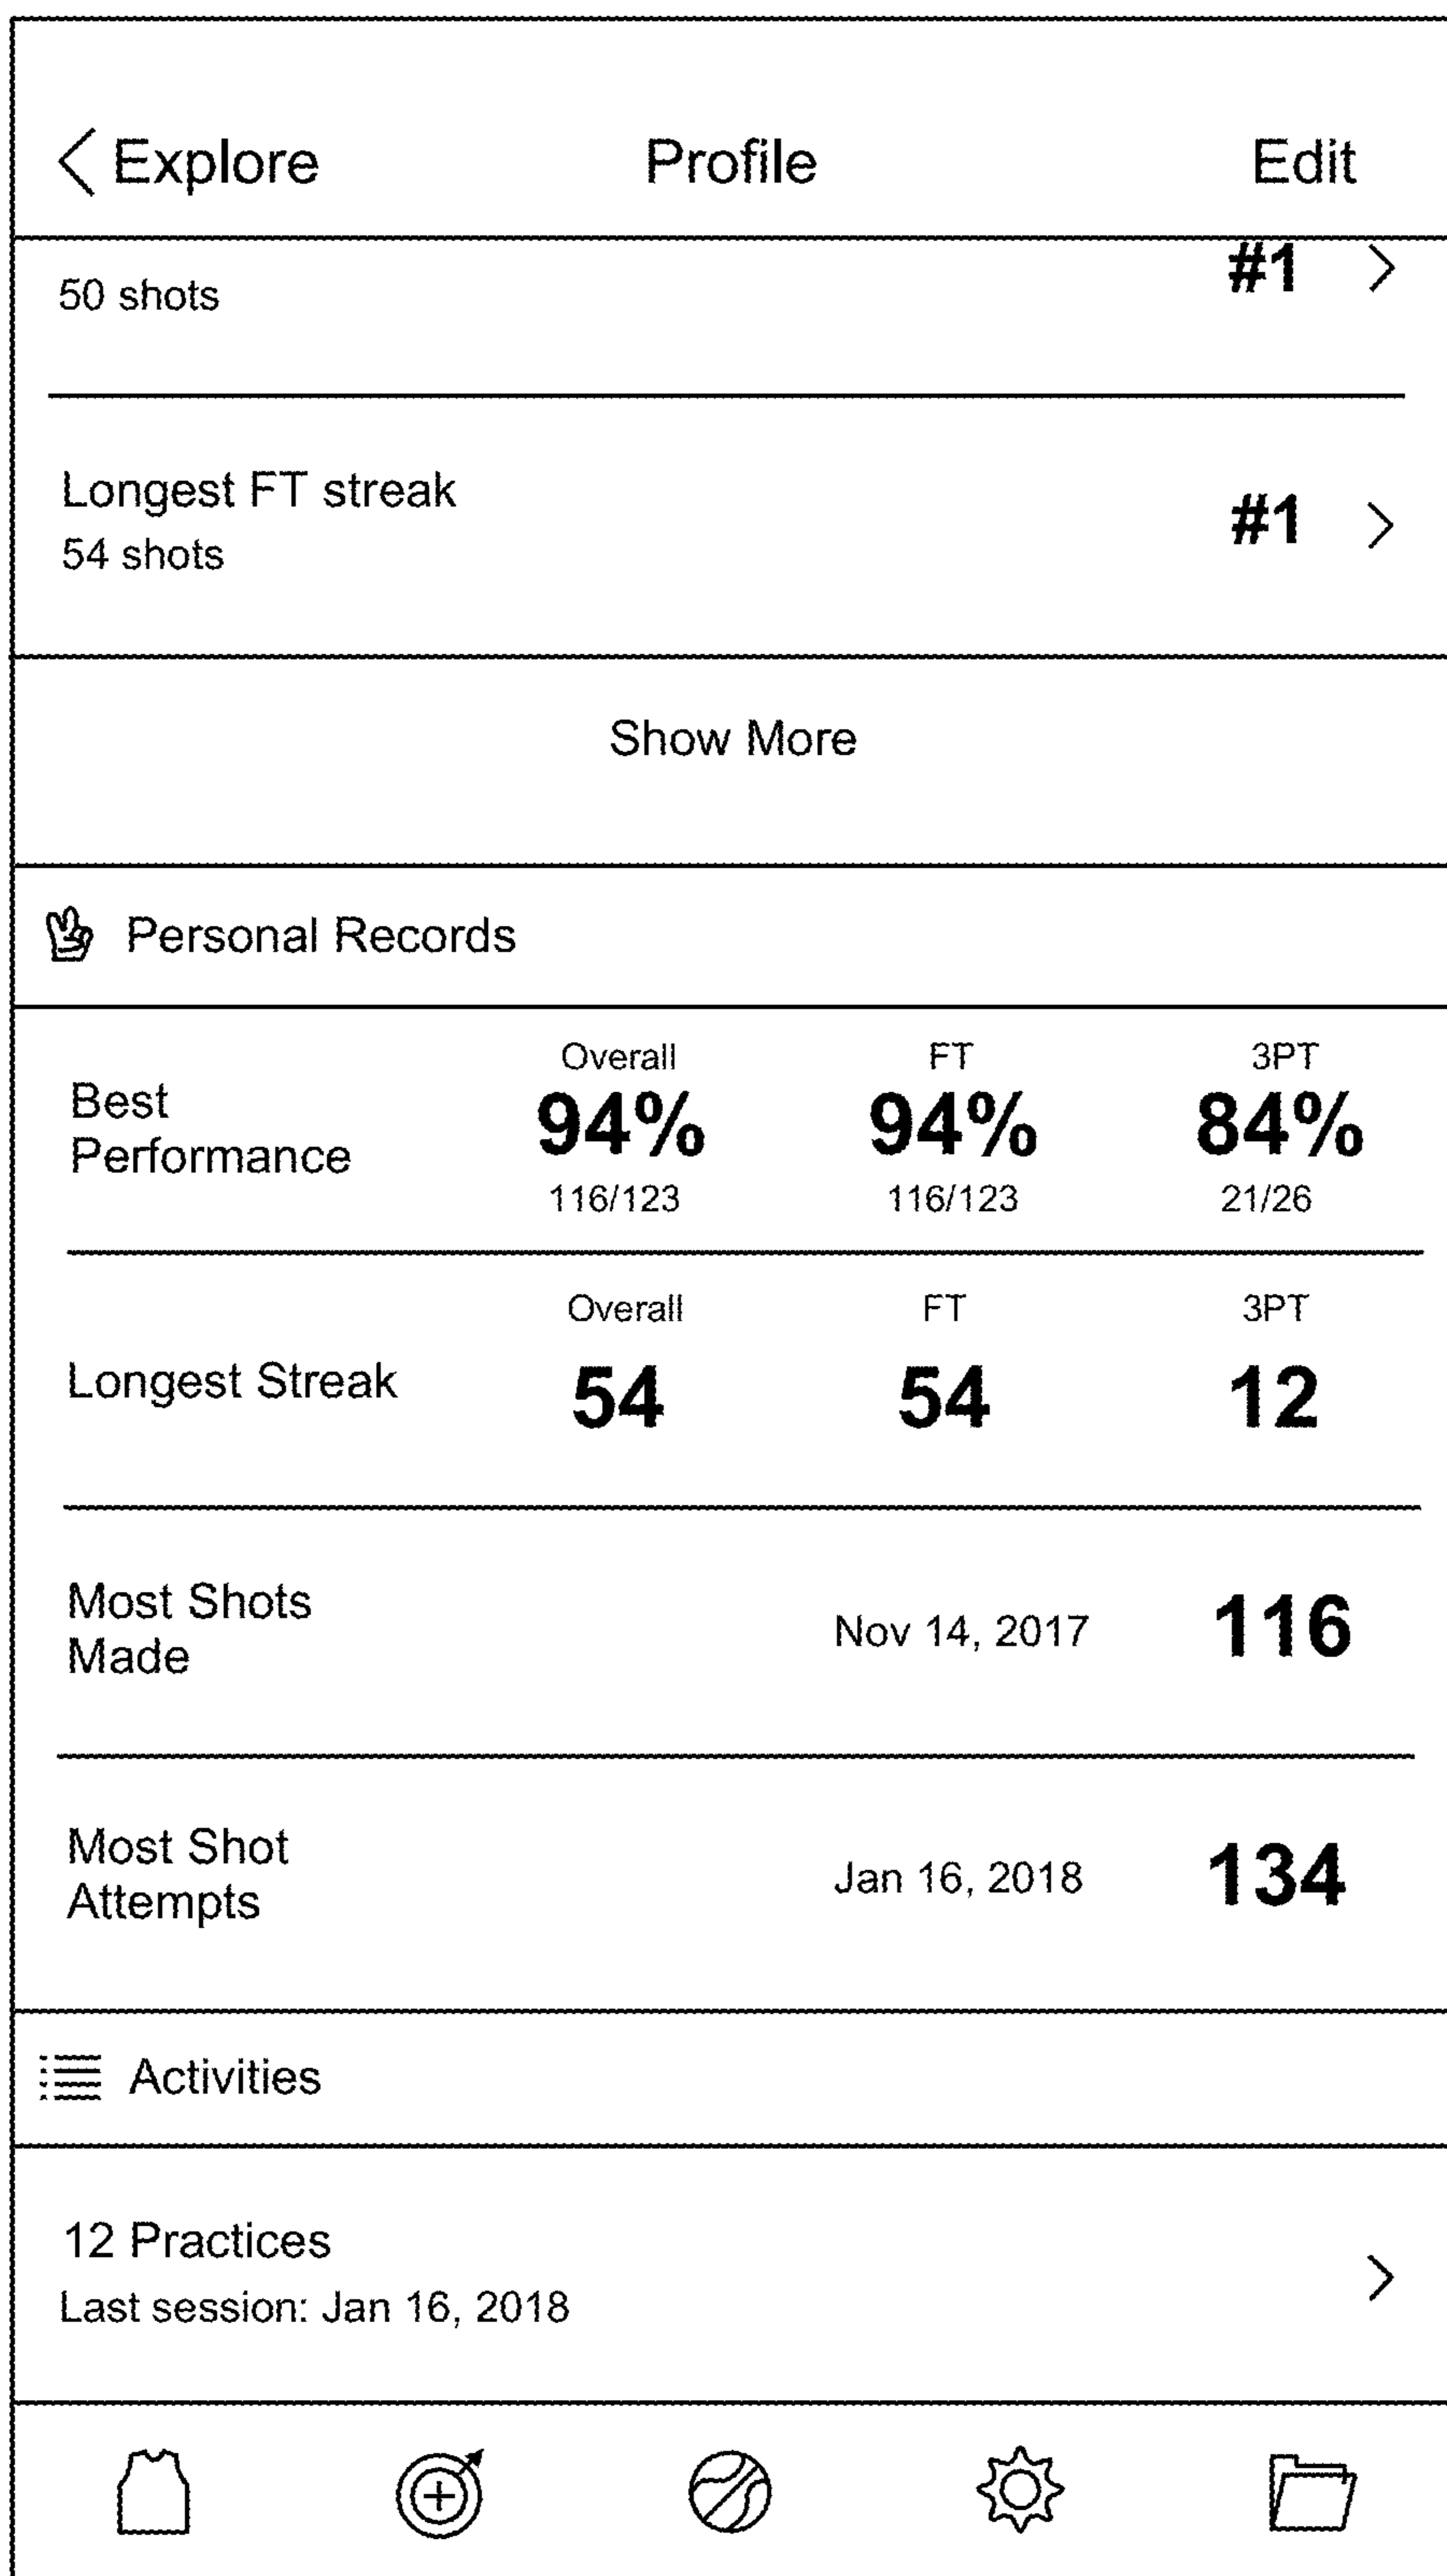 Explore Profile Edit
50 shots #1
Longest FT streak
54 shots #1
Show More
Personal Records
Overall FT 3PT
Best
Performance
94% 94% 84%
116/123 116/123 21/26
Overall FT 3PT
Longest Streak 54 54 12
Most Shots
Made
Nov 14, 2017 116
Most Shot
Attempts
Jan 16, 2018 134
Activities
12 Practices
Last session: Jan 16, 2018